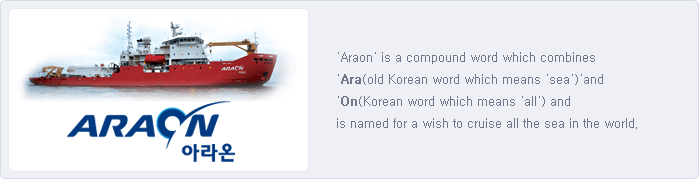 ARAON
ARAON
아라온
'Araon' is a compound word which combines
'Ara(old Korean word which means 'sea')'and
'On(Korean word which means 'all') and
is named for a wish to cruise all the sea in the world.